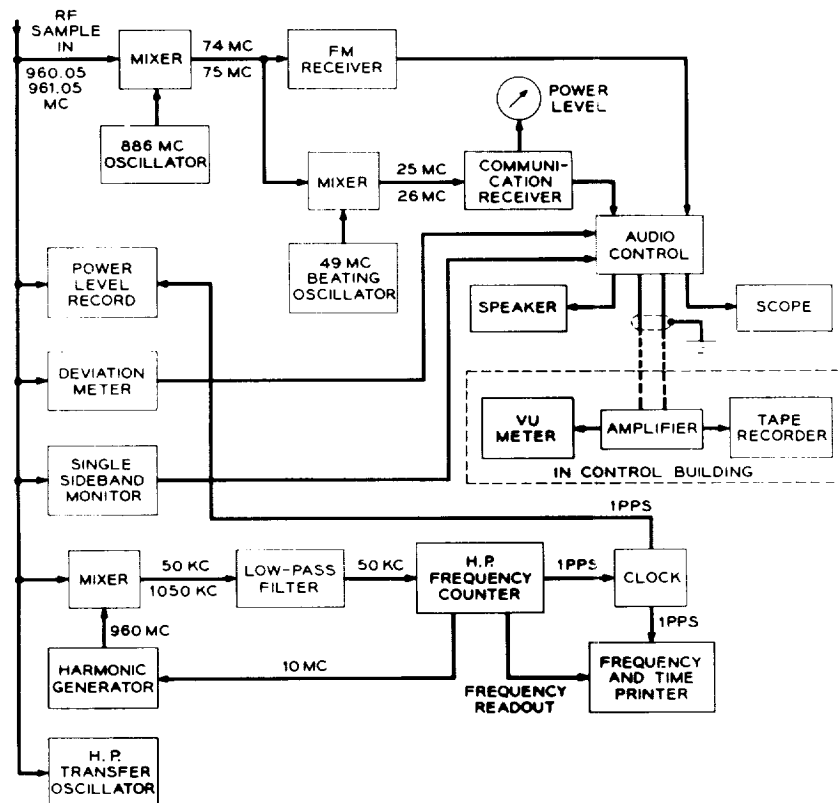 RF
SAMPLE
IN
960.05
961.05
MC
MIXER
74 MC
75 MC
FM
RECEIVER
886 MC
OSCILLATOR
POWER
LEVEL
MIXER
25 MC
26 MC
COMMUNI-
CATION
RECEIVER
49 MC
BEATING
OSCILLATOR
AUDIO
CONTROL
POWER
LEVEL
RECORD
SPEAKER
SCOPE
DEVIATION
METER
VU
METER
AMPLIFIER
TAPE
RECORDER
IN CONTROL BUILDING
SINGLE
SIDEBAND
MONITOR
1PPS
MIXER
50 KC
1050 KC
LOW-PASS
FILTER
50 KC
H.P.
FREQUENCY
COUNTER
1PPS
CLOCK
960 MC
1PPS
HARMONIC
GENERATOR
10 MC
FREQUENCY
READOUT
FREQUENCY
AND TIME
PRINTER
H.P.
TRANSFER
OSCILLATOR